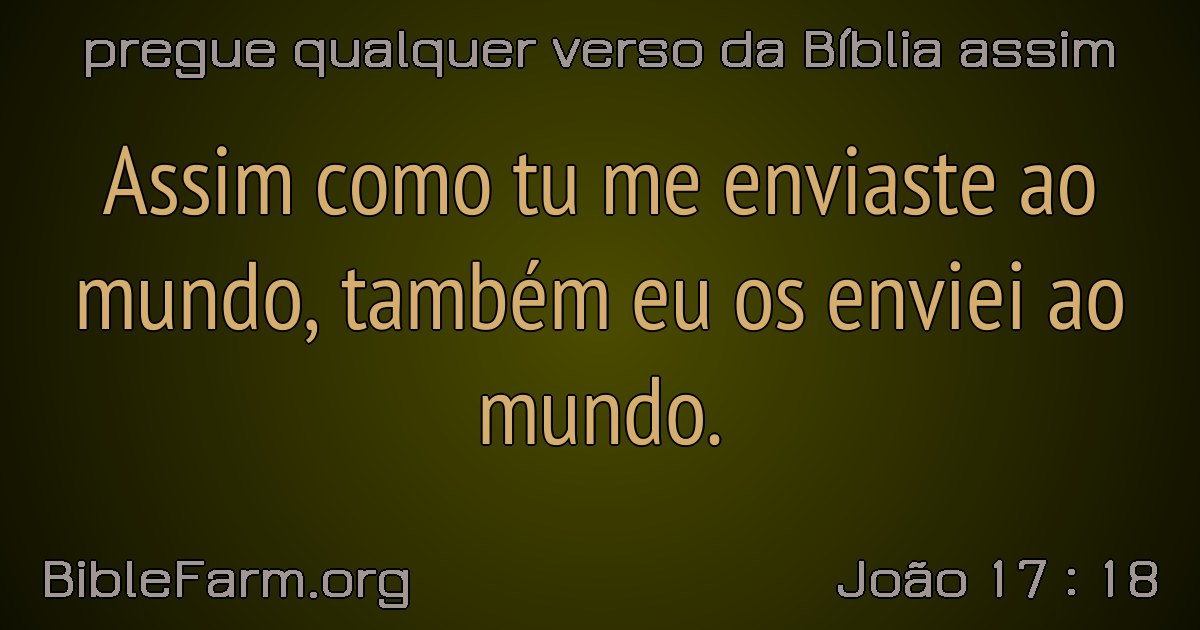 pregue qualquer verso da Bíblia assim
Assim como tu me enviaste ao
mundo, também eu os enviei ao
mundo.
BibleFarm.org
João 17 : 18